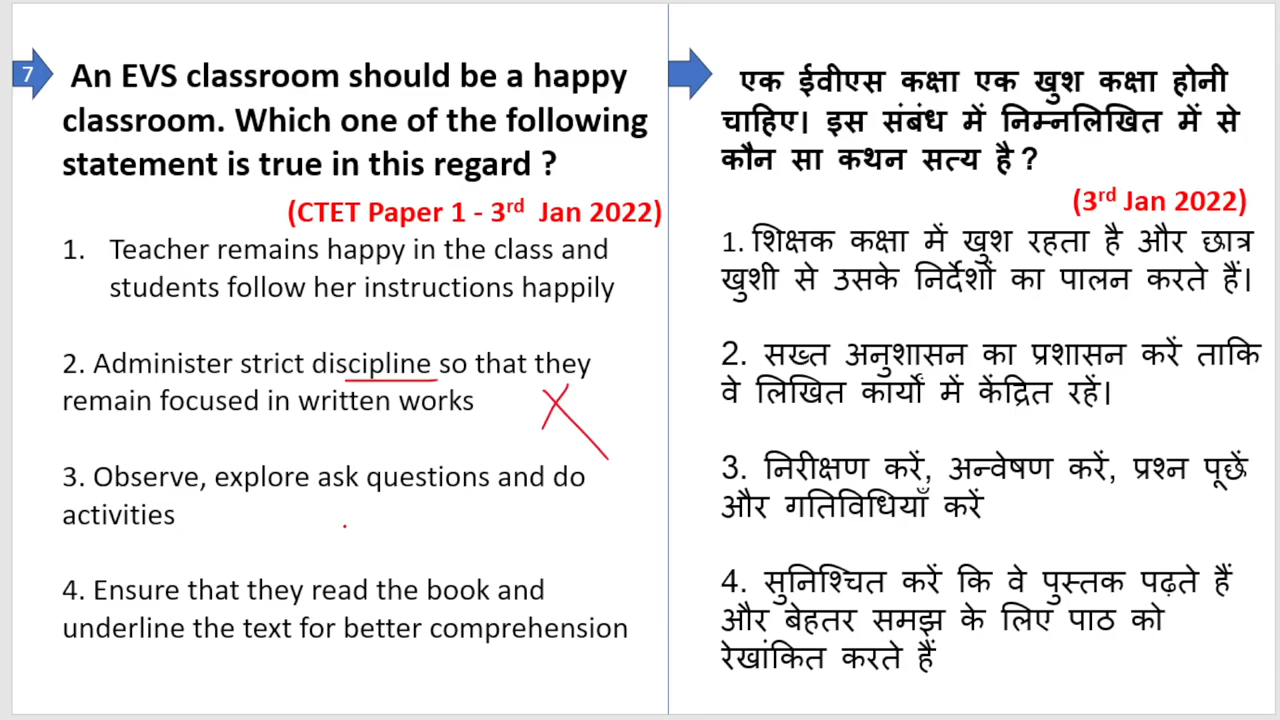 7
An EVS classroom should be a happy
classroom. Which one of the following
statement is true in this regard ?
(CTET Paper 1 - 3rd Jan 2022)
1. Teacher remains happy in the class and
students follow her instructions happily
2. Administer strict discipline so that they
remain focused in written works
3. Observe, explore ask questions and do
activities
4. Ensure that they read the book and
underline the text for better comprehension
एक ईवीएस कक्षा एक खुश कक्षा होनी
चाहिए। इस संबंध में निम्नलिखित में से
कौन सा कथन सत्य है ?
(3rd Jan 2022)
1. शिक्षक कक्षा में खुश रहता है और छात्र
खुशी से उसके निर्देशों का पालन करते हैं।
2. सख्त अनुशासन का प्रशासन करें ताकि
वे लिखित कार्यों में केंद्रित रहें।
3. निरीक्षण करें, अन्वेषण करें, प्रश्न पूछें
और गतिविधियाँ करें
4. सुनिश्चित करें कि वे पुस्तक पढ़ते हैं
और बेहतर समझ के लिए पाठ को
रेखांकित करते हैं